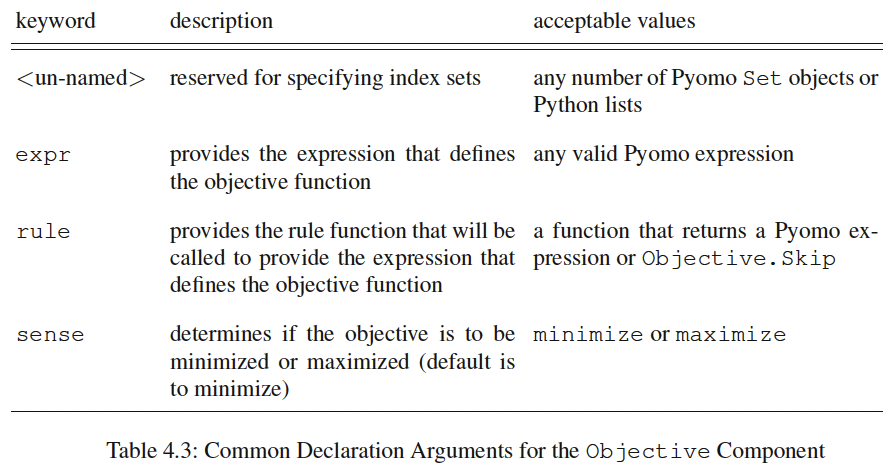 keyword description acceptable values
<un-named> reserved for specifying index sets any number of Pyomo Set objects or
Python lists
expr provides the expression that defines any valid Pyomo expression
the objective function
rule provides the rule function that will be a function that returns a Pyomo ex-
called to provide the expression that pression or Objective.Skip
defines the objective function
sense determines if the objective is to be minimize or maximize
minimized or maximized (default is
to minimize)
Table 4.3: Common Declaration Arguments for the Objective Component